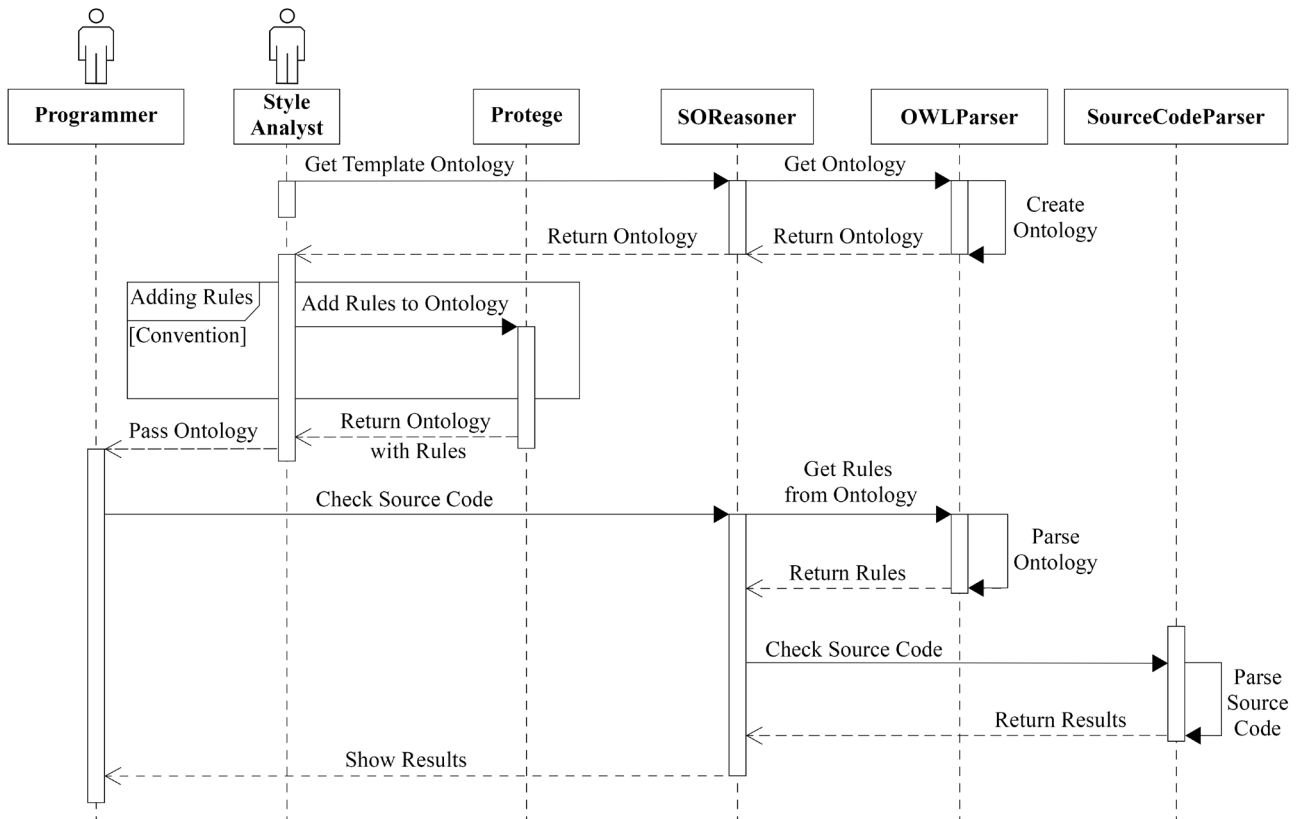 Programmer
Style
Analyst
Protege
SOReasoner
OWLParser
SourceCodeParser
Get Template Ontology
Get Ontology
Create
Ontology
Return Ontology
Return Ontology
Adding Rules
[Convention]
Add Rules to Ontology
Return Ontology
with Rules
Pass Ontology
Check Source Code
Get Rules
from Ontology
Parse
Ontology
Return Rules
Check Source Code
Parse
Source
Code
Return Results
Show Results